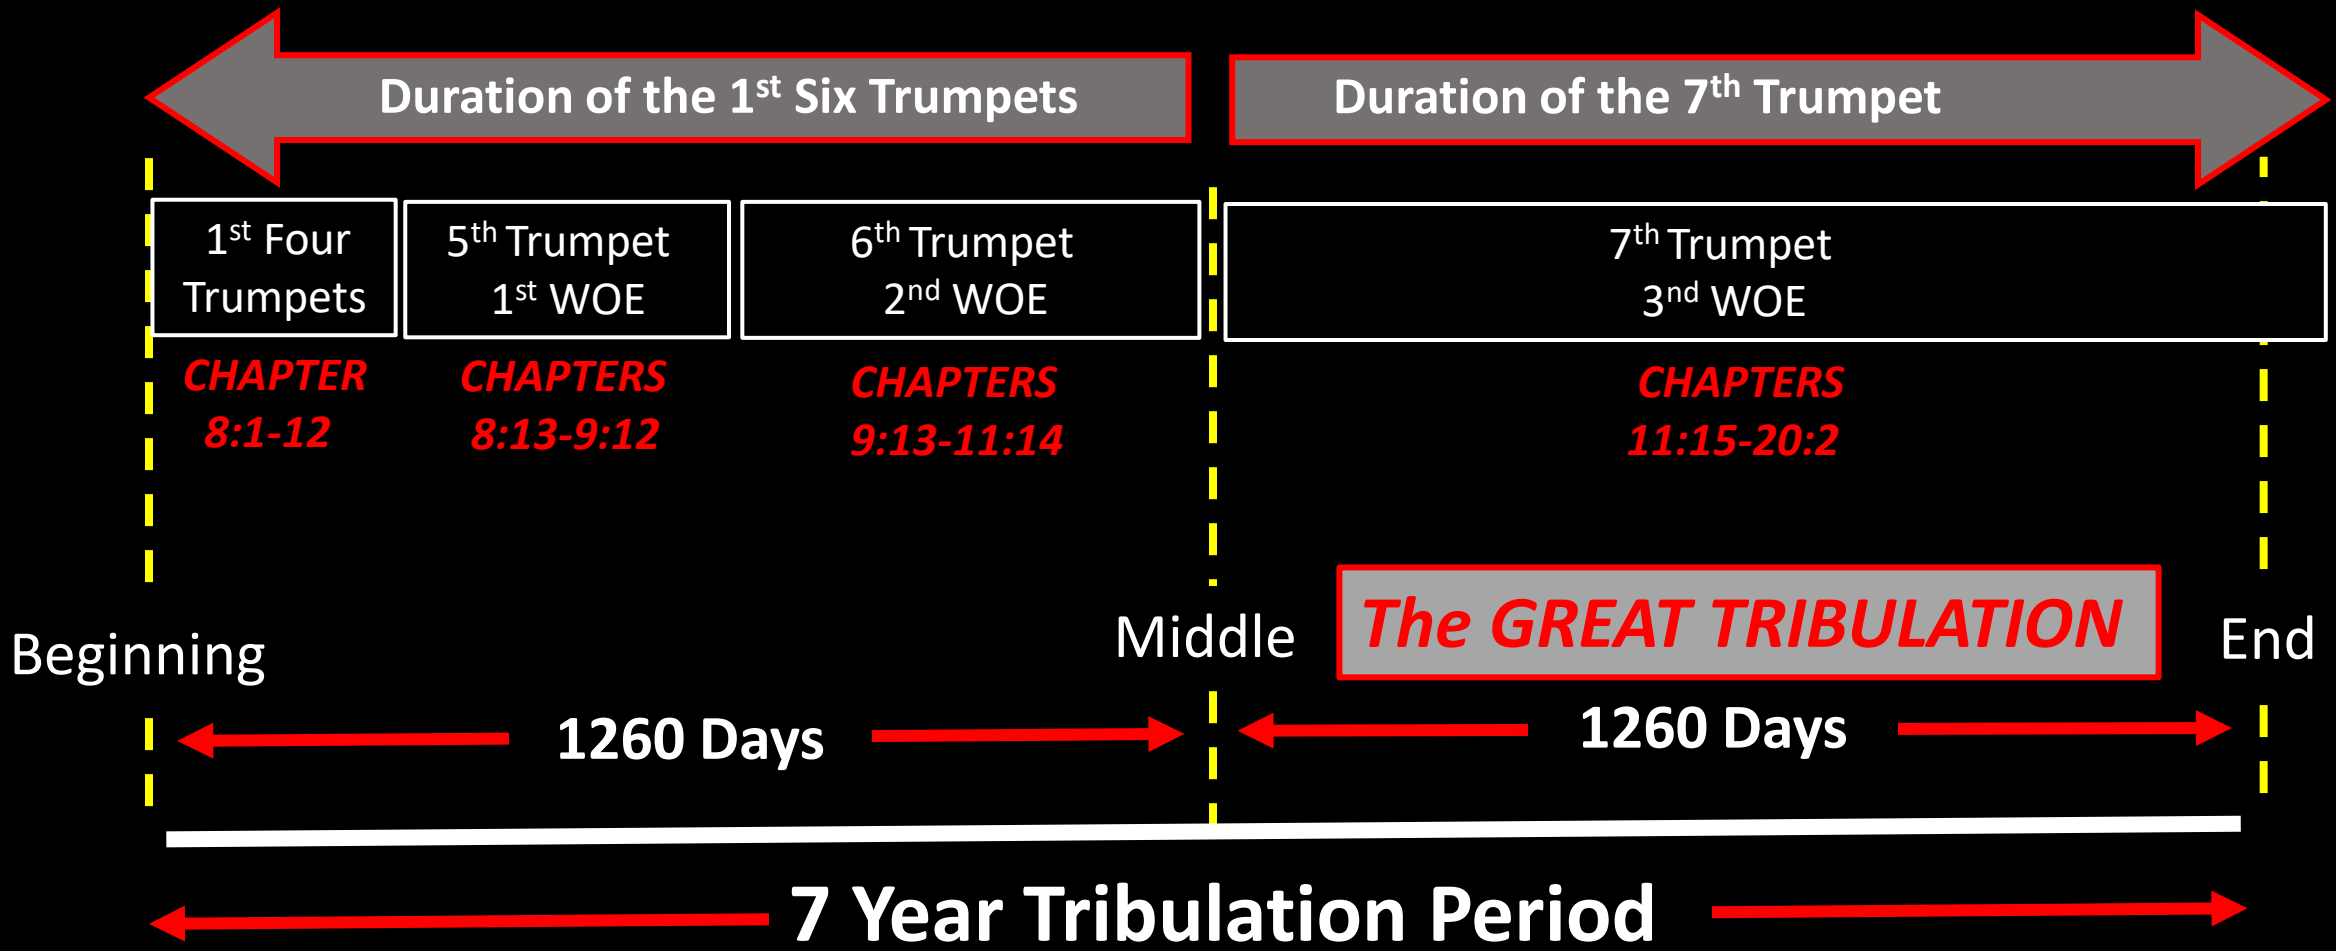 Duration of the 1st Six Trumpets
Duration of the 7th Trumpet
1st Four
Trumpets
5th Trumpet
1st WOE
6th Trumpet
2nd WOE
7th Trumpet
3nd WOE
CHAPTER
8:1-12
CHAPTERS
8:13-9:12
CHAPTERS
9:13-11:14
CHAPTERS
11:15-20:2
Beginning
Middle
The GREAT TRIBULATION
End
1260 Days
1260 Days
7 Year Tribulation Period